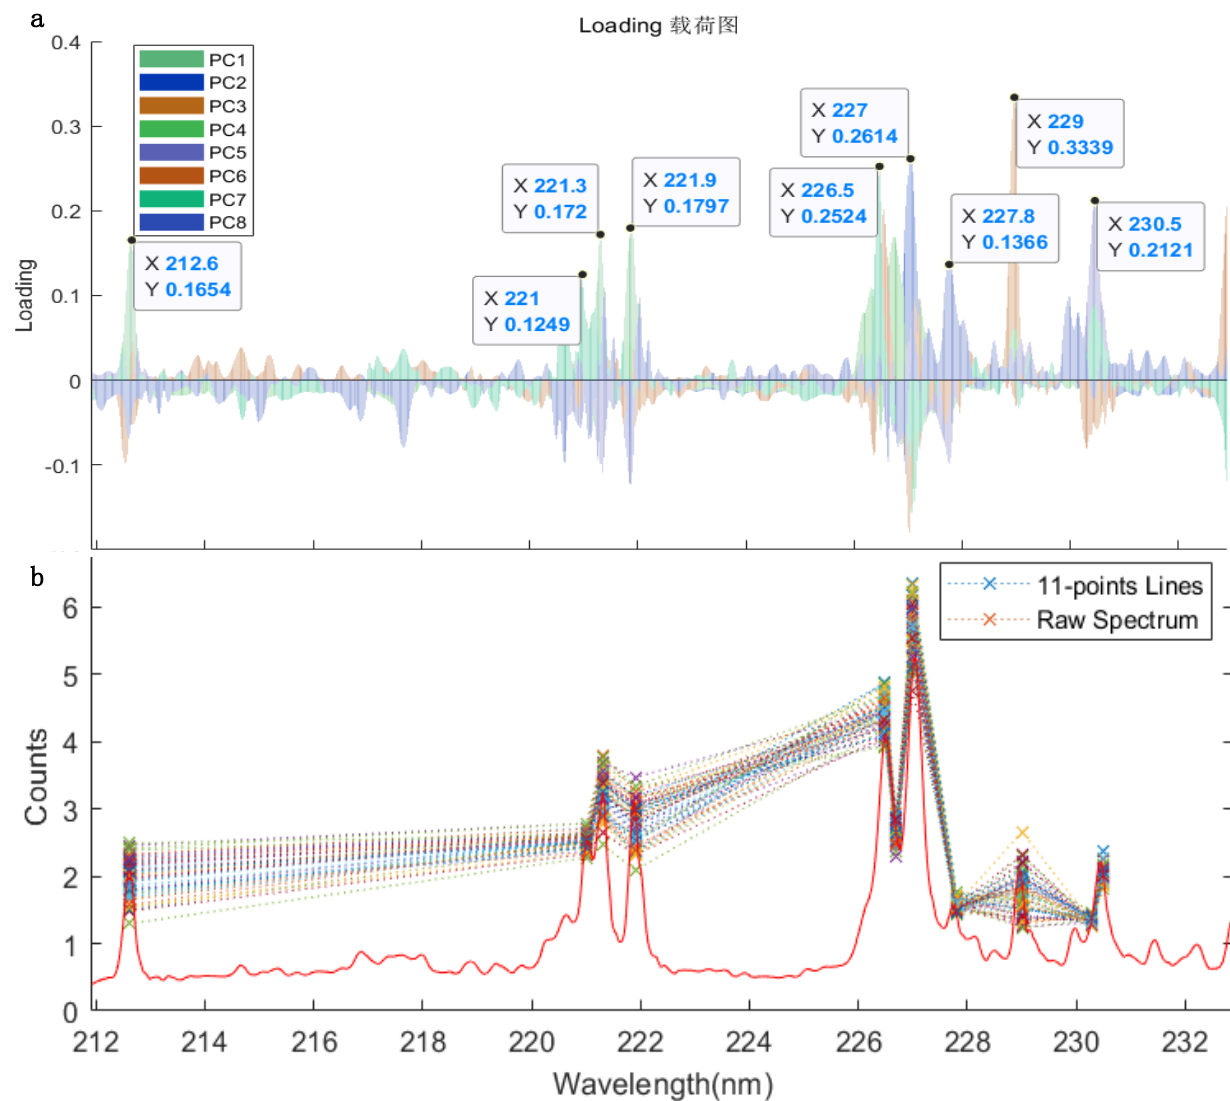 a
Loading 载荷图
0.4
0.3
0.2
0.1
0
-0.1
Loading
PC1
PC2
PC3
PC4
PC5
PC6
PC7
PC8
X 212.6
Y 0.1654
X 221
Y 0.1249
X 221.3
Y 0.172
X 221.9
Y 0.1797
X 226.5
Y 0.2524
X 227
Y 0.2614
X 227.8
Y 0.1366
X 229
Y 0.3339
X 230.5
Y 0.2121
b
11-points Lines
Raw Spectrum
6
5
4
3
2
1
0
Counts
212 214 216 218 220 222 224 226 228 230 232
Wavelength(nm)